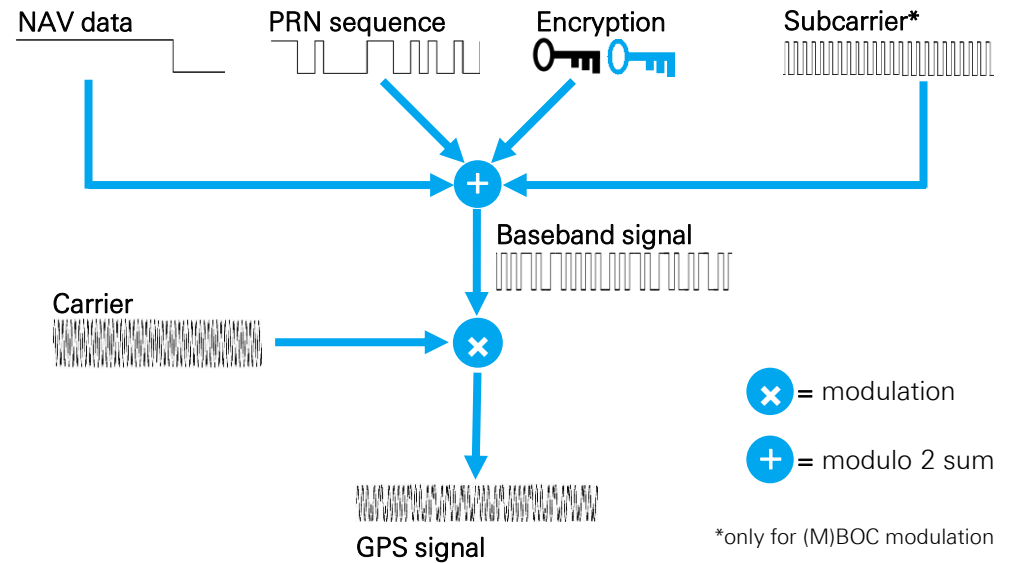 NAV data
PRN sequence
Encryption
Subcarrier*
+
Baseband signal
Carrier
×
× = modulation
+ = modulo 2 sum
GPS signal
*only for (M)BOC modulation